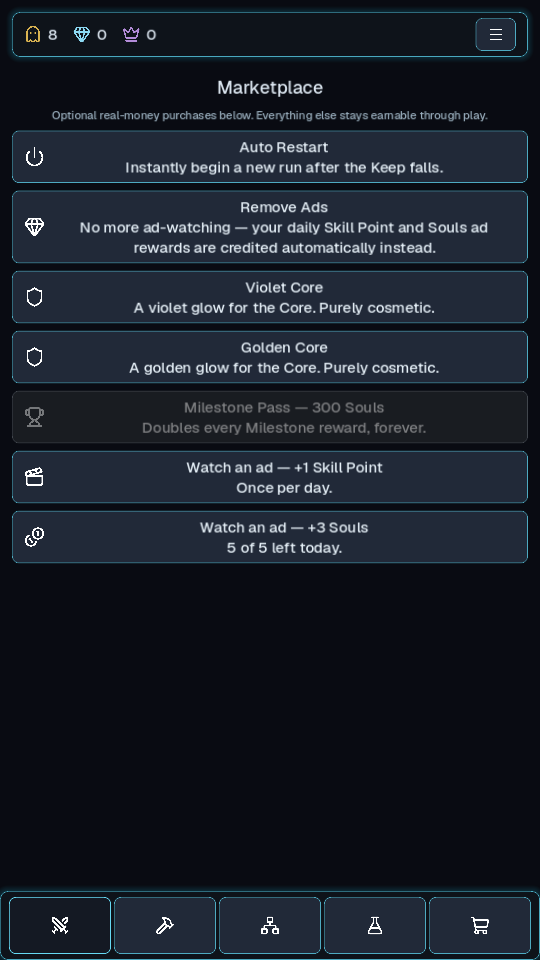 8 0 0
Marketplace
Optional real-money purchases below. Everything else stays earnable through play.
Auto Restart
Instantly begin a new run after the Keep falls.
Remove Ads
No more ad-watching — your daily Skill Point and Souls ad
rewards are credited automatically instead.
Violet Core
A violet glow for the Core. Purely cosmetic.
Golden Core
A golden glow for the Core. Purely cosmetic.
Milestone Pass — 300 Souls
Doubles every Milestone reward, forever.
Watch an ad — +1 Skill Point
Once per day.
Watch an ad — +3 Souls
5 of 5 left today.